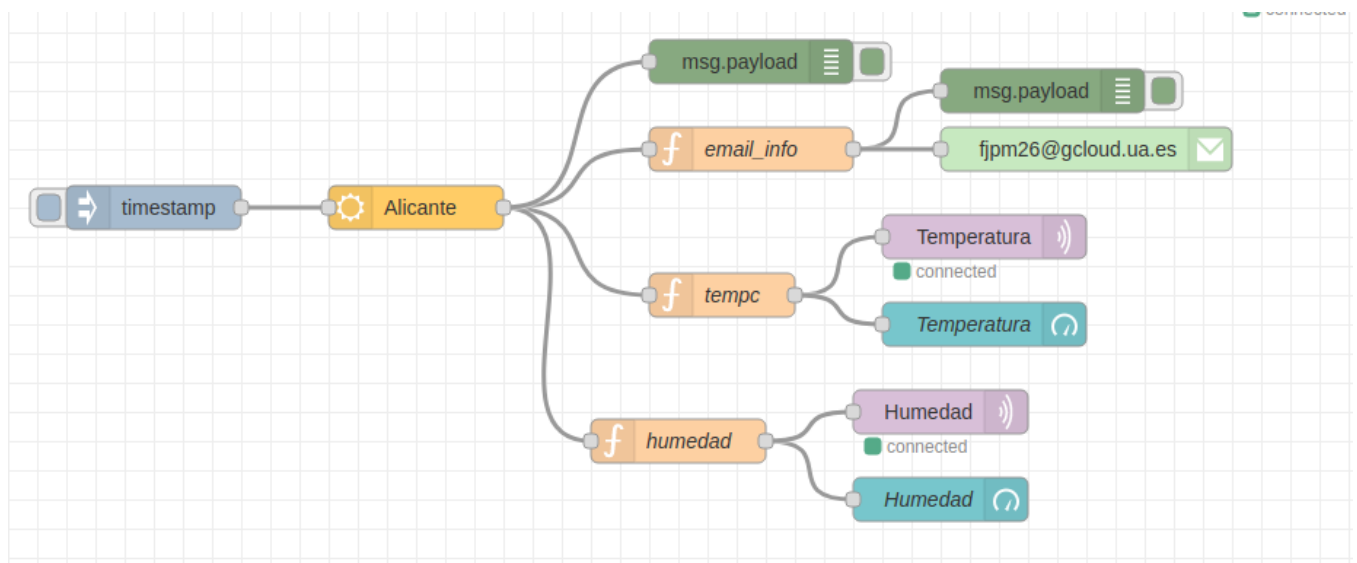 connected
msg.payload
msg.payload
email_info
fjpm26@gcloud.ua.es
timestamp
Alicante
Temperatura
connected
tempc
Temperatura
Humedad
connected
humedad
Humedad